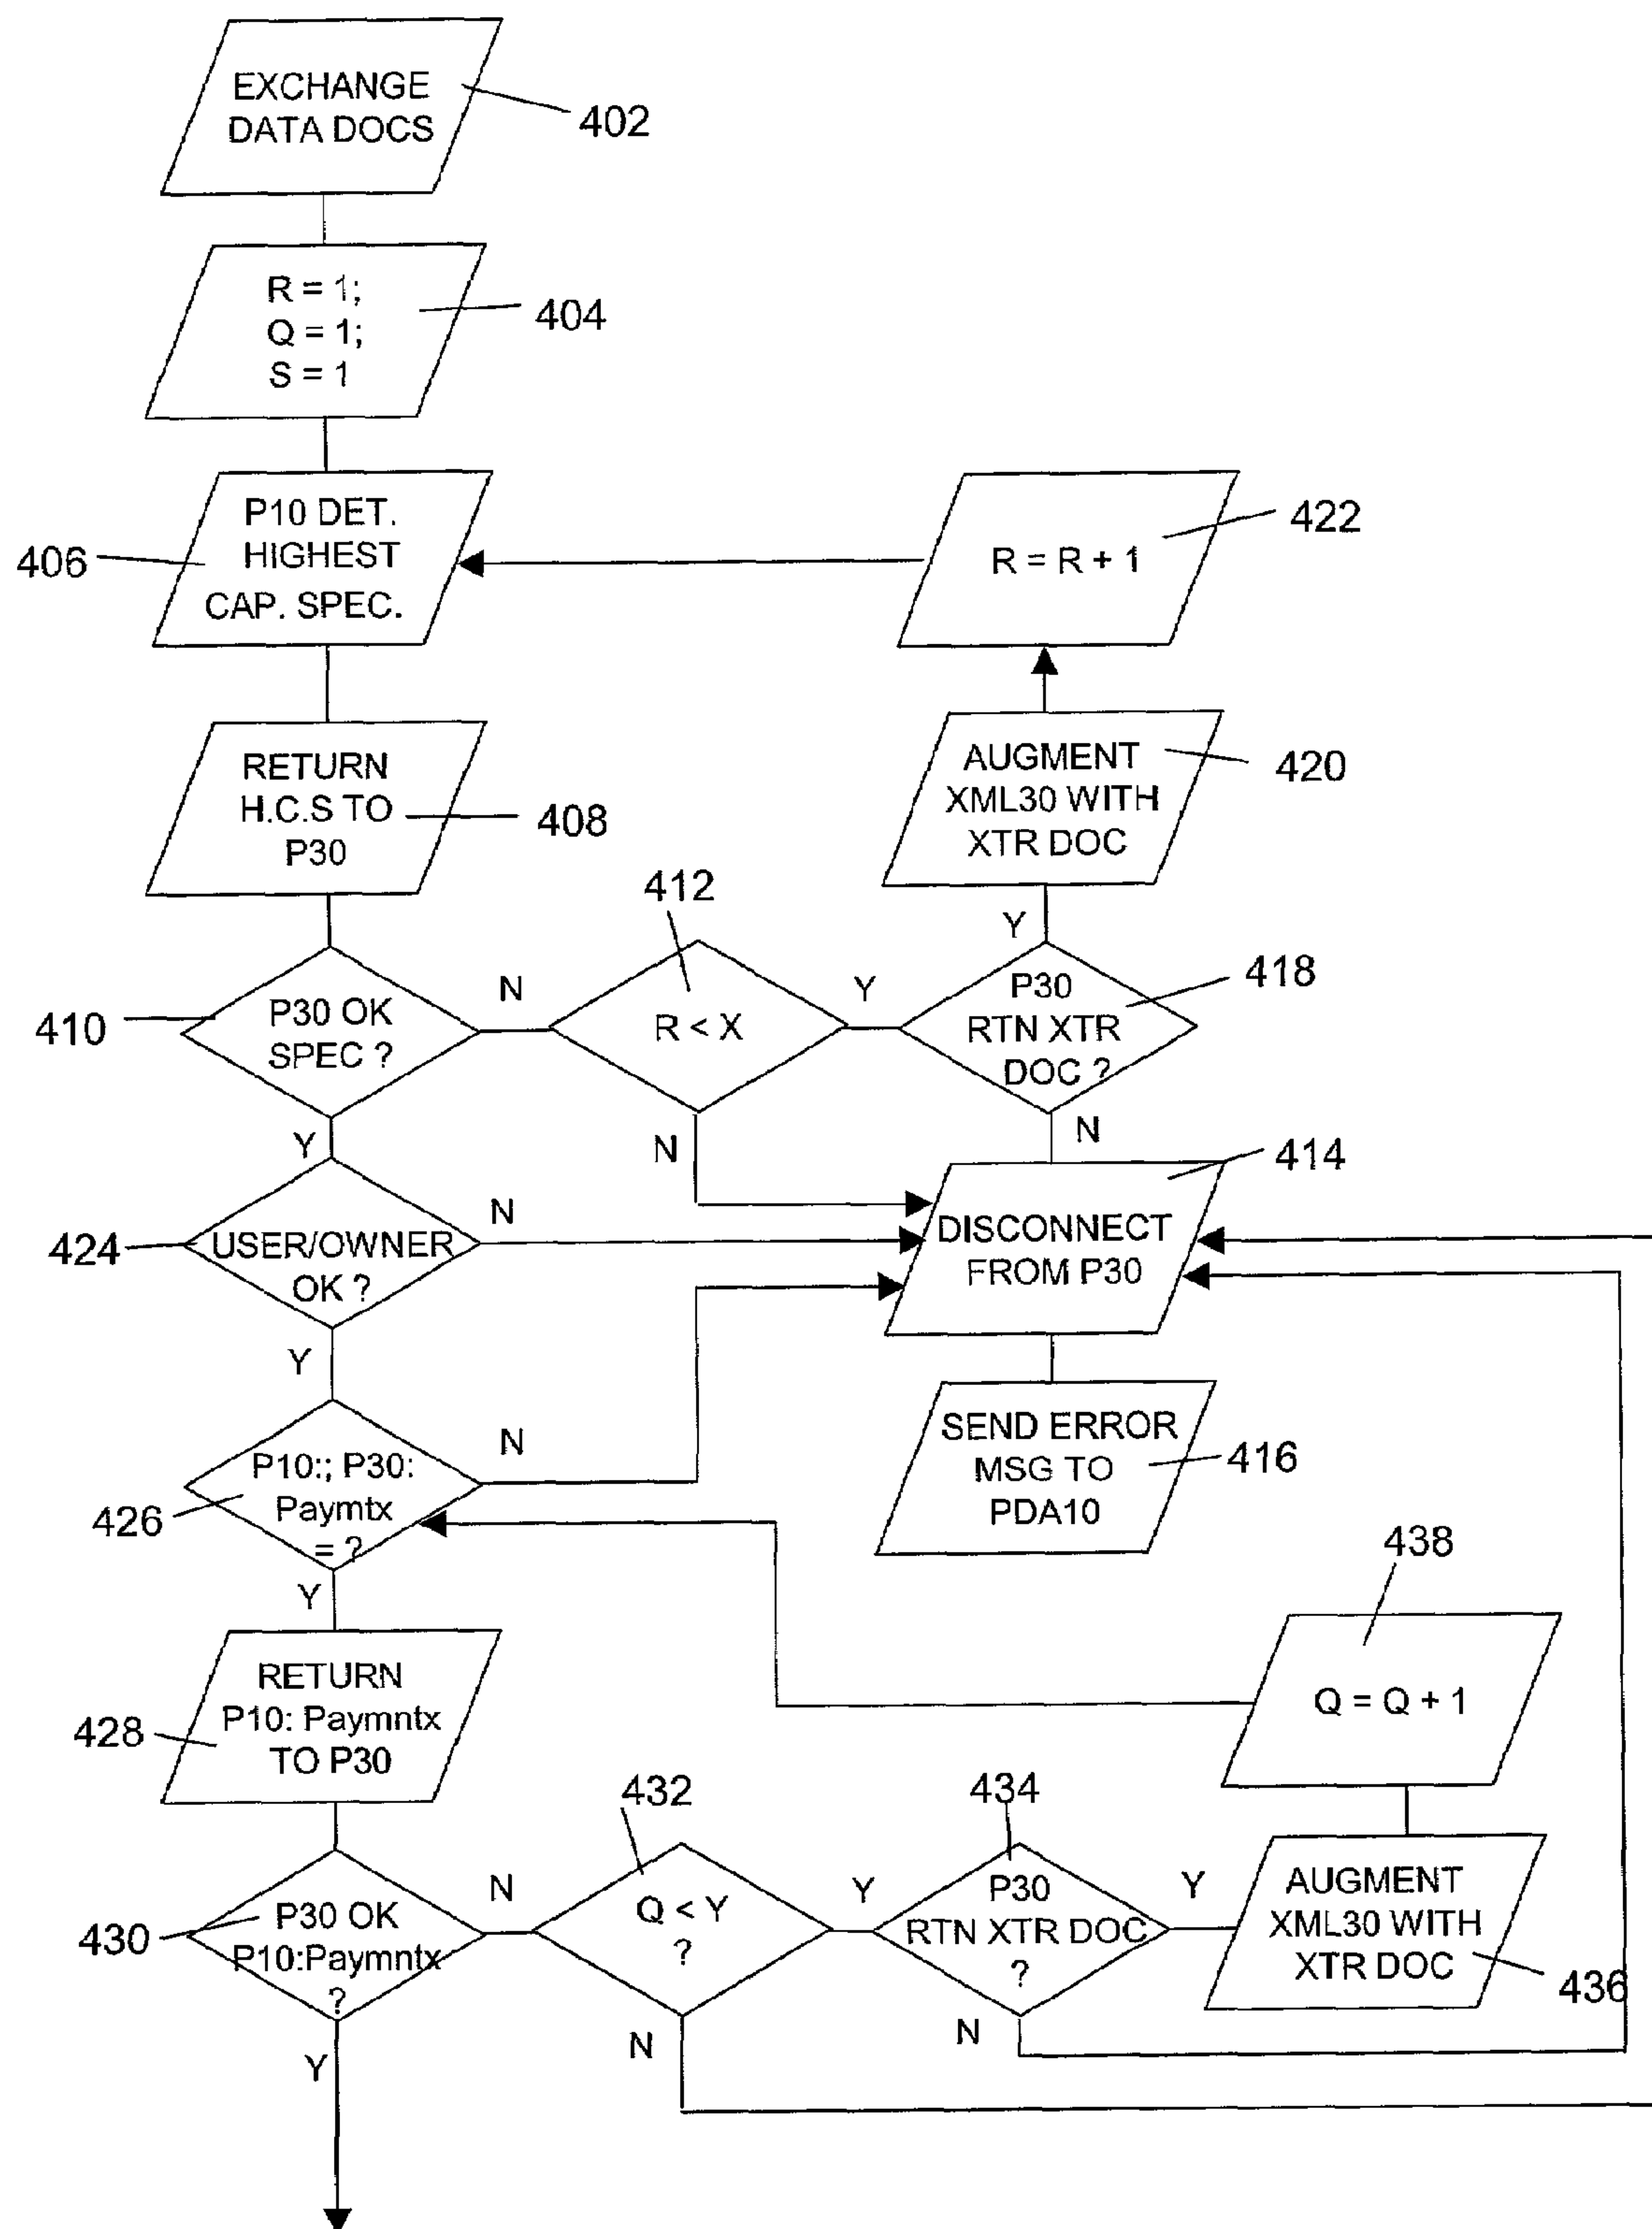 EXCHANGE
DATA DOCS
402
R = 1;
Q = 1;
S = 1
404
P10 DET.
HIGHEST
CAP. SPEC.
406
R = R + 1
422
RETURN
H.C.S TO
P30
408
AUGMENT
XML30 WITH
XTR DOC
420
412
Y
P30 OK
SPEC ?
410
N
R < X
Y
P30
RTN XTR
DOC ?
418
Y
N
N
414
USER/OWNER
OK ?
424
N
DISCONNECT
FROM P30
Y
P10:; P30:
Paymtx
= ?
426
N
SEND ERROR
MSG TO
PDA10
416
Y
438
Q = Q + 1
RETURN
P10: Paymntx
TO P30
428
432
434
P30 OK
P10:Paymntx
?
430
N
Q < Y
?
Y
P30
RTN XTR DOC
?
Y
AUGMENT
XML30 WITH
XTR DOC
436
Y
N
N